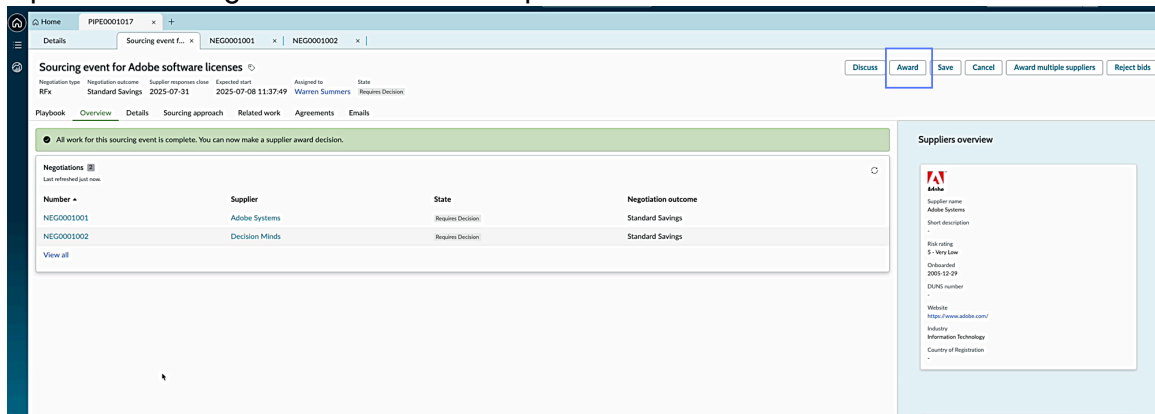 Home
PIPE0001017 × +
Details
Sourcing event f... ×
NEG0001001 ×
NEG0001002 ×
Sourcing event for Adobe software licenses
Discuss
Award
Save
Cancel
Award multiple suppliers
Reject bids
Negotiation type Negotiation outcome Supplier responses close Expected start Assigned to State
RFx Standard Savings 2025-07-31 2025-07-08 11:37:49 Warren Summers Requires Decision
Playbook Overview Details Sourcing approach Related work Agreements Emails
All work for this sourcing event is complete. You can now make a supplier award decision.
Negotiations 2
Last refreshed just now.
Number Supplier State Negotiation outcome
NEG0001001 Adobe Systems Requires Decision Standard Savings
NEG0001002 Decision Minds Requires Decision Standard Savings
View all
Suppliers overview
Adobe
Supplier name
Adobe Systems
Short description
-
Risk rating
5 - Very Low
Onboarded
2005-12-29
DUNS number
-
Website
https://www.adobe.com/
Industry
Information Technology
Country of Registration
-